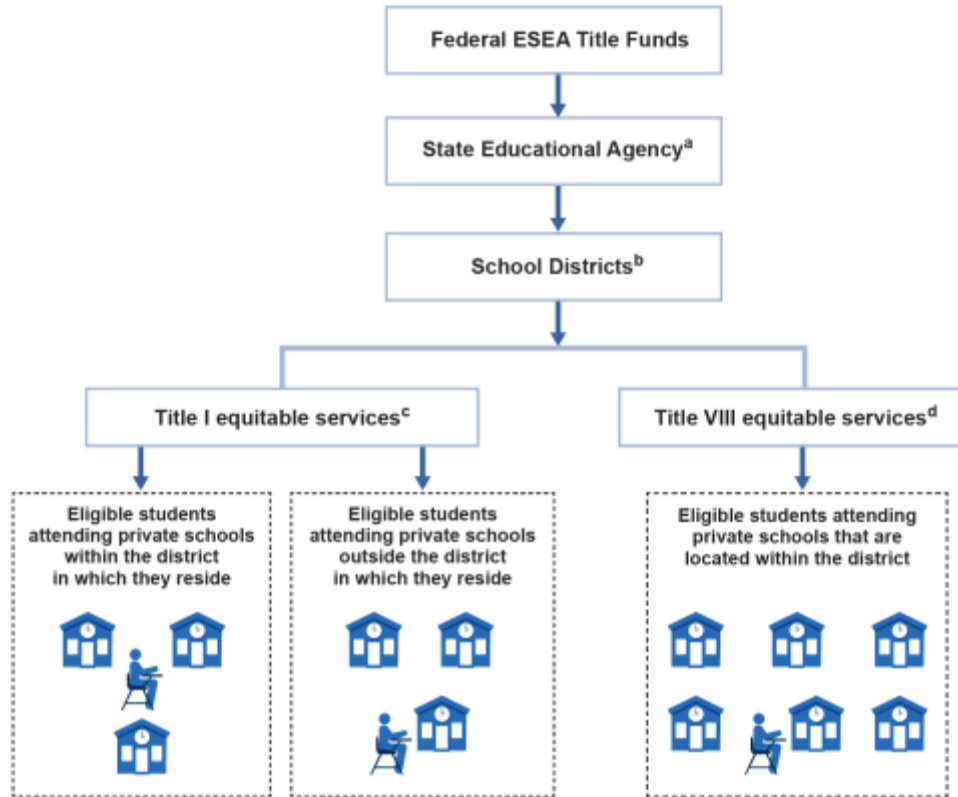 Federal ESEA Title Funds
State Educational Agencyᵃ
School Districtsᵇ
Title I equitable servicesᶜ
Title VIII equitable servicesᵈ
Eligible students
attending private schools
within the district
in which they reside
Eligible students
attending private schools
outside the district
in which they reside
Eligible students attending
private schools that are
located within the district